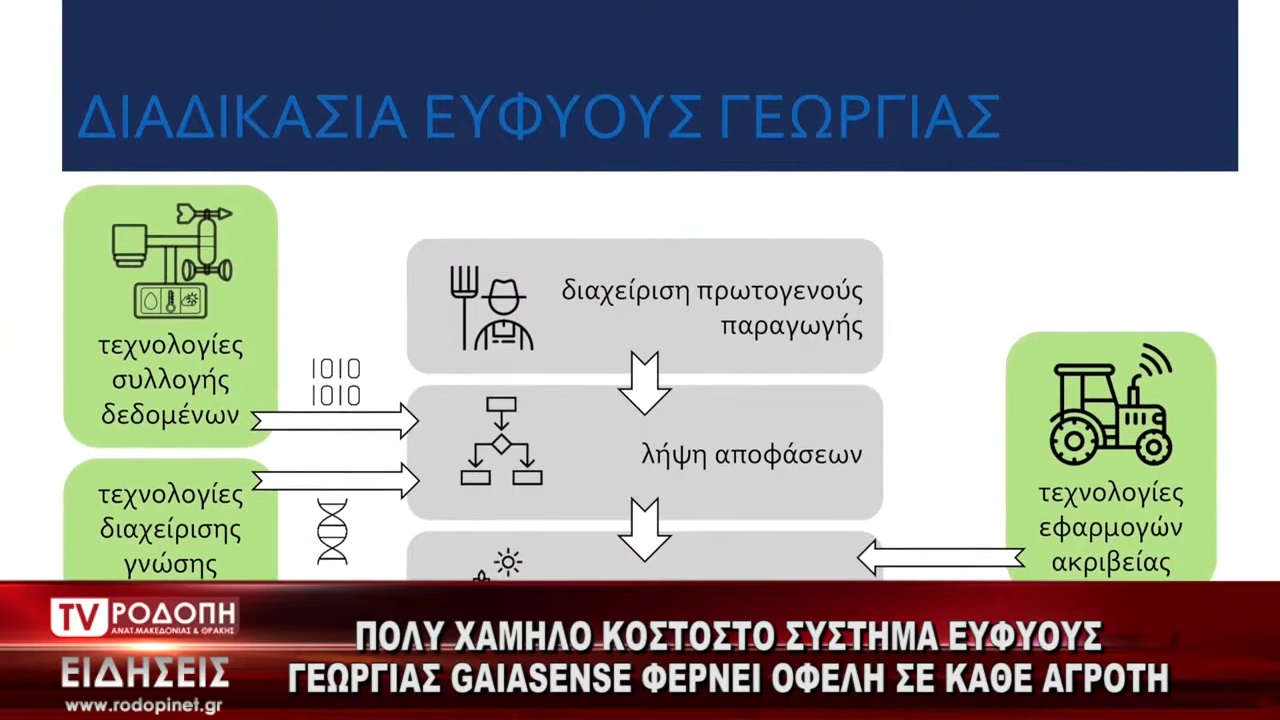 ΔΙΑΔΙΚΑΣΙΑ ΕΥΦΥΟΥΣ ΓΕΩΡΓΙΑΣ
τεχνολογίες
συλλογής
δεδομένων
1010
1010
διαχείριση πρωτογενούς
παραγωγής
λήψη αποφάσεων
τεχνολογίες
διαχείρισης
γνώσης
τεχνολογίες
εφαρμογών
ακριβείας
TV ΡΟΔΟΠΗ
ΑΝΑΤ.ΜΑΚΕΔΟΝΙΑΣ & ΘΡΑΚΗΣ
ΕΙΔΗΣΕΙΣ
www.rodopinet.gr
ΠΟΛΥ ΧΑΜΗΛΟ ΚΟΣΤΟΣΤΟ ΣΥΣΤΗΜΑ ΕΥΦΥΟΥΣ
ΓΕΩΡΓΙΑΣ GAIASENSE ΦΕΡΝΕΙ ΟΦΕΛΗ ΣΕ ΚΑΘΕ ΑΓΡΟΤΗ